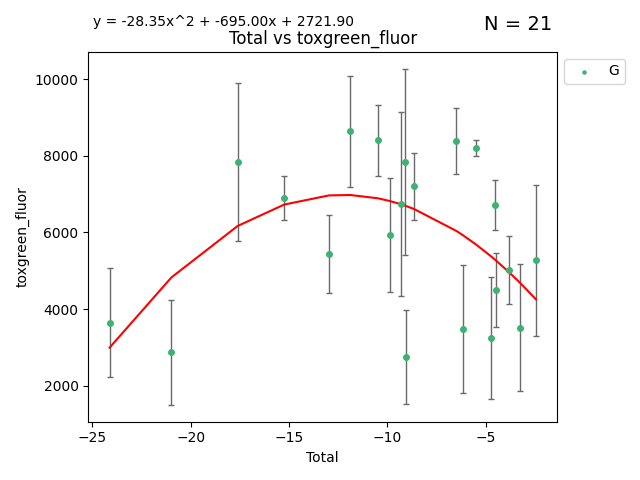 y = -28.35x^2 + -695.00x + 2721.90
N = 21
Total vs toxgreen_fluor
G
10000
8000
6000
4000
2000
toxgreen_fluor
−25 −20 −15 −10 −5
Total